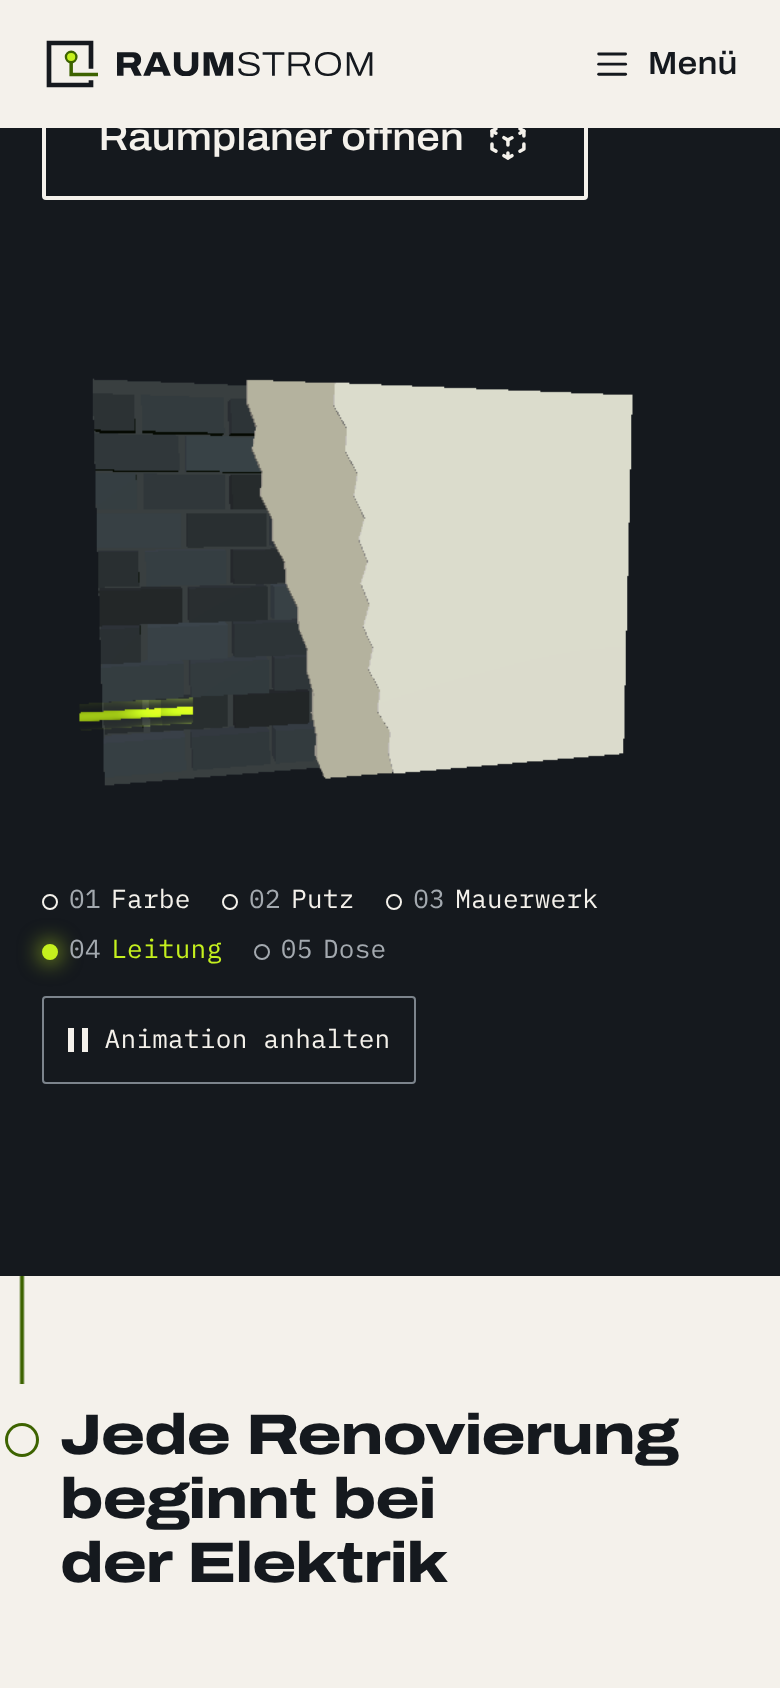 RAUMSTROM
Menü
Raumplaner öffnen
01 Farbe 02 Putz 03 Mauerwerk
04 Leitung 05 Dose
Animation anhalten
Jede Renovierung
beginnt bei
der Elektrik